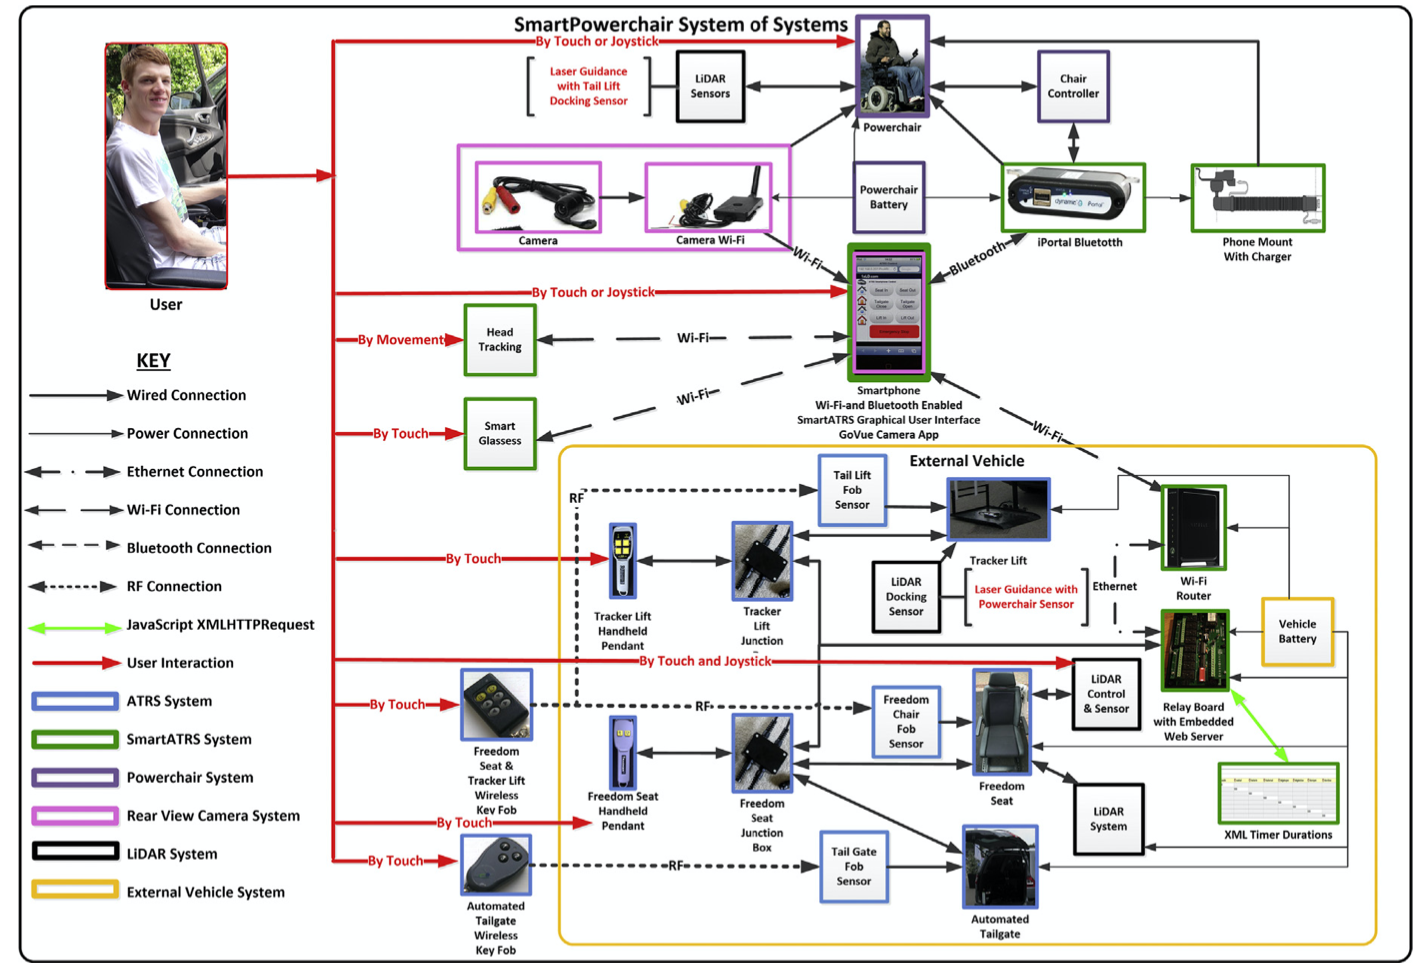 SmartPowerchair System of Systems
By Touch or Joystick
Laser Guidance
with Tail Lift
Docking Sensor
LiDAR
Sensors
Powerchair
Chair
Controller
Camera
Camera Wi-Fi
Powerchair
Battery
iPortal Bluetotth
Phone Mount
With Charger
User
Wi-Fi
Bluetooth
By Touch or Joystick
By Movement
Head
Tracking
Wi-Fi
By Touch
Smart
Glassess
Wi-Fi
Smartphone
Wi-Fi-and Bluetooth Enabled
SmartATRS Graphical User Interface
GoVue Camera App
Wi-Fi
KEY
Wired Connection
Power Connection
Ethernet Connection
Wi-Fi Connection
Bluetooth Connection
RF Connection
JavaScript XMLHTTPRequest
User Interaction
ATRS System
SmartATRS System
Powerchair System
Rear View Camera System
LiDAR System
External Vehicle System
External Vehicle
RF
Tail Lift
Fob
Sensor
Tracker Lift
By Touch
Tracker Lift
Handheld
Pendant
Tracker
Lift
Junction
LiDAR
Docking
Sensor
Laser Guidance with
Powerchair Sensor
Ethernet
Wi-Fi
Router
Vehicle
Battery
By Touch and Joystick
LiDAR
Control
& Sensor
Relay Board
with Embedded
Web Server
By Touch
Freedom
Seat &
Tracker Lift
Wireless
Key Fob
RF
Freedom
Chair
Fob
Sensor
Freedom
Seat
Freedom Seat
Handheld
Pendant
Freedom
Seat
Junction
Box
LiDAR
System
XML Timer Durations
By Touch
By Touch
Automated
Tailgate
Wireless
Key Fob
RF
Tail Gate
Fob
Sensor
Automated
Tailgate